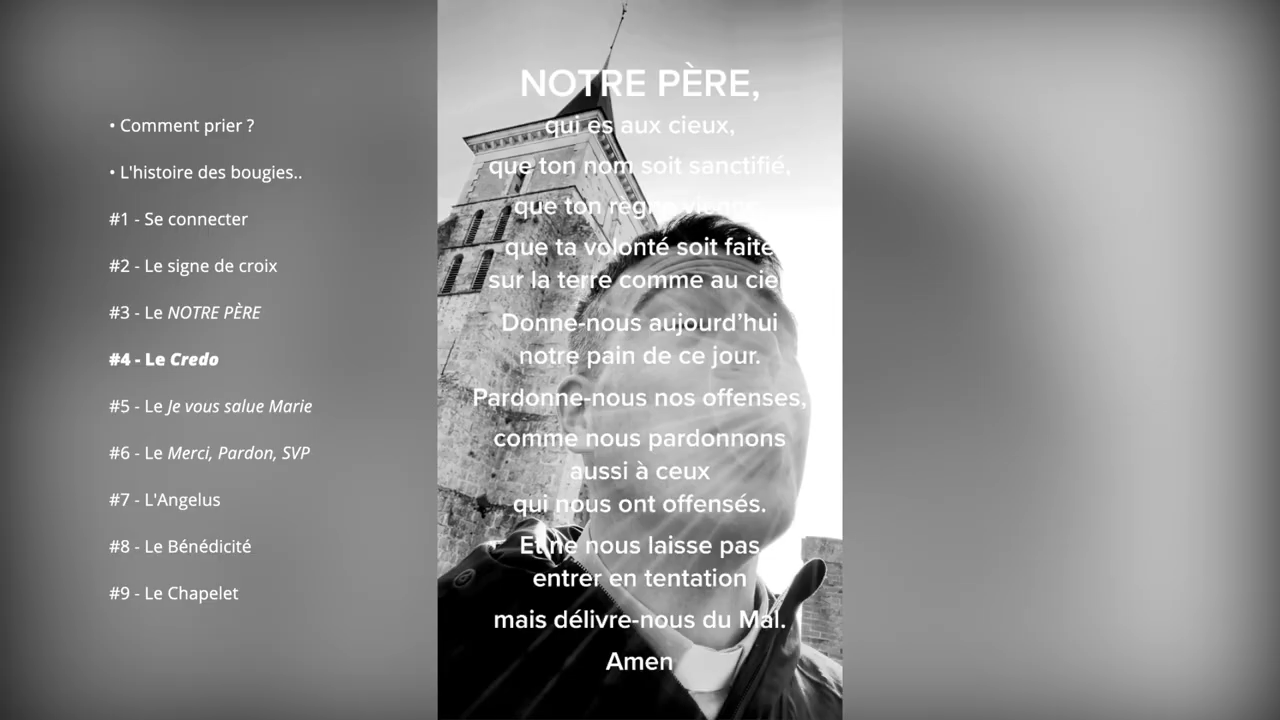 • Comment prier ?
• L'histoire des bougies..
#1 - Se connecter
#2 - Le signe de croix
#3 - Le NOTRE PÈRE
#4 - Le Credo
#5 - Le Je vous salue Marie
#6 - Le Merci, Pardon, SVP
#7 - L'Angelus
#8 - Le Bénédicité
#9 - Le Chapelet
NOTRE PÈRE,
qui es aux cieux,
que ton nom soit sanctifié,
que ton règne vienne,
que ta volonté soit faite
sur la terre comme au ciel
Donne-nous aujourd’hui
notre pain de ce jour.
Pardonne-nous nos offenses,
comme nous pardonnons
aussi à ceux
qui nous ont offensés.
Et ne nous laisse pas
entrer en tentation
mais délivre-nous du Mal.
Amen